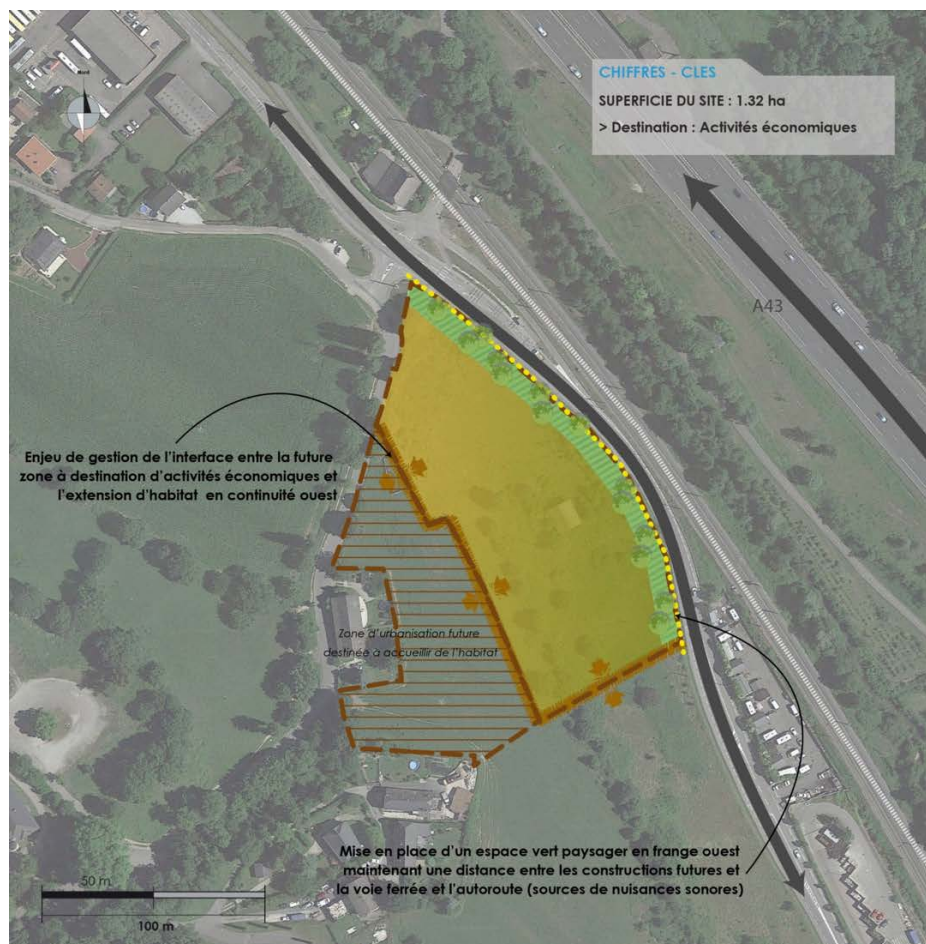 Nord
CHIFFRES - CLES
SUPERFICIE DU SITE : 1.32 ha
> Destination : Activités économiques
A43
Enjeu de gestion de l'interface entre la future
zone à destination d'activités économiques et
l'extension d'habitat en continuité ouest
Zone d'urbanisation future
destinée à accueillir de l'habitat
Mise en place d'un espace vert paysager en frange ouest
maintenant une distance entre les constructions futures et
la voie ferrée et l'autoroute (sources de nuisances sonores)
50 m
100 m